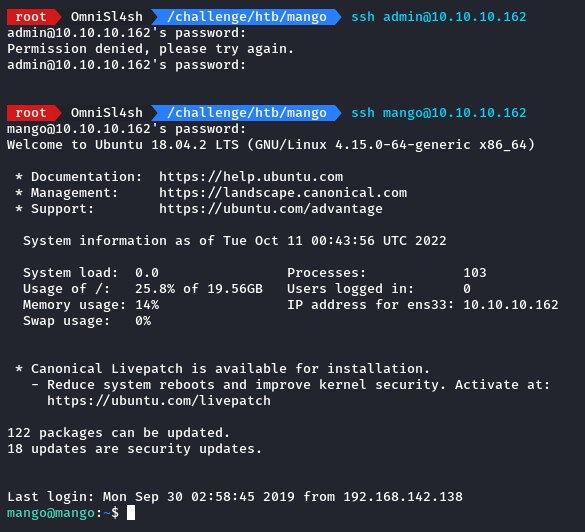 root OmniSl4sh /challenge/htb/mango ssh admin@10.10.10.162
admin@10.10.10.162's password:
Permission denied, please try again.
admin@10.10.10.162's password:
root OmniSl4sh /challenge/htb/mango ssh mango@10.10.10.162
mango@10.10.10.162's password:
Welcome to Ubuntu 18.04.2 LTS (GNU/Linux 4.15.0-64-generic x86_64)
* Documentation: https://help.ubuntu.com
* Management: https://landscape.canonical.com
* Support: https://ubuntu.com/advantage
System information as of Tue Oct 11 00:43:56 UTC 2022
System load: 0.0 Processes: 103
Usage of /: 25.8% of 19.56GB Users logged in: 0
Memory usage: 14% IP address for ens33: 10.10.10.162
Swap usage: 0%
* Canonical Livepatch is available for installation.
- Reduce system reboots and improve kernel security. Activate at:
https://ubuntu.com/livepatch
122 packages can be updated.
18 updates are security updates.
Last login: Mon Sep 30 02:58:45 2019 from 192.168.142.138
mango@mango:~$